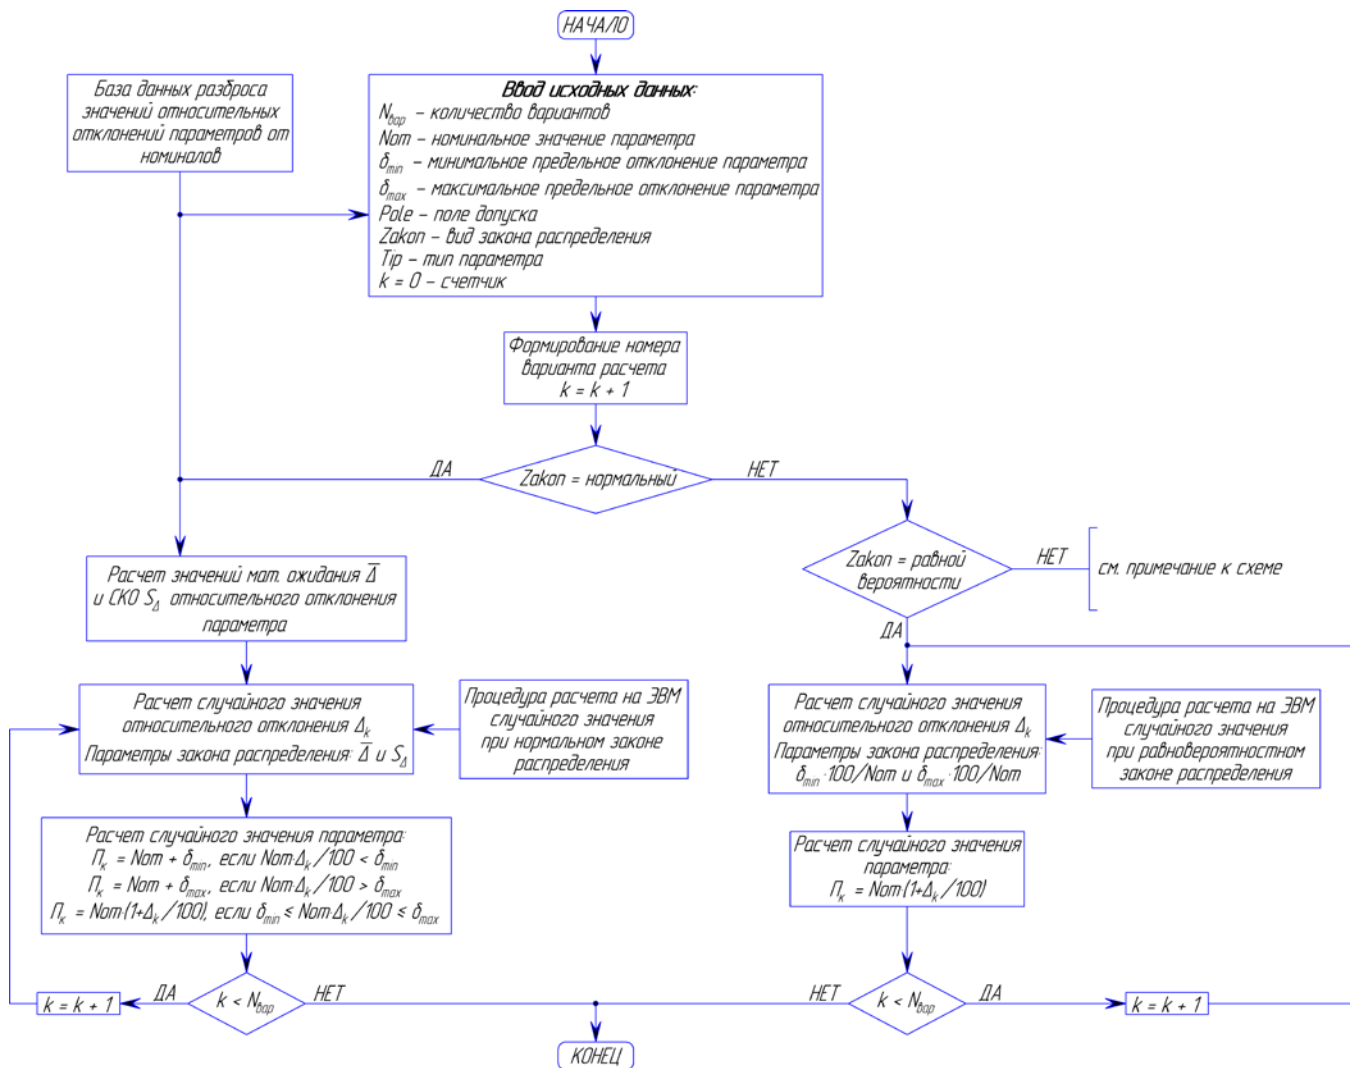 НАЧАЛО
База данных разброса
значений относительных
отклонений параметров от
номиналов
Ввод исходных данных:
Nвар – количество вариантов
Nom – номинальное значение параметра
δmin – минимальное предельное отклонение параметра
δmax – максимальное предельное отклонение параметра
Pole – поле допуска
Zakon – вид закона распределения
Tip – тип параметра
k = 0 – счетчик
Формирование номера
варианта расчета
k = k + 1
ДА
Zakon = нормальный
НЕТ
Zakon = равной
вероятности
НЕТ
см. примечание к схеме
ДА
Расчет значений мат. ожидания Δ̅
и СКО SΔ относительного отклонения
параметра
Расчет случайного значения
относительного отклонения Δk
Параметры закона распределения: Δ̅ и SΔ
Процедура расчета на ЭВМ
случайного значения
при нормальном законе
распределения
Расчет случайного значения
относительного отклонения Δk
Параметры закона распределения:
δmin·100/Nom и δmax·100/Nom
Процедура расчета на ЭВМ
случайного значения
при равновероятностном
законе распределения
Расчет случайного значения параметра:
Пк = Nom + δmin, если Nom·Δk/100 < δmin
Пк = Nom + δmax, если Nom·Δk/100 > δmax
Пк = Nom·(1+Δk/100), если δmin ≤ Nom·Δk/100 ≤ δmax
Расчет случайного значения
параметра:
Пк = Nom·(1+Δk/100)
k = k + 1
ДА
k < Nвар
НЕТ
НЕТ
k < Nвар
ДА
k = k + 1
КОНЕЦ